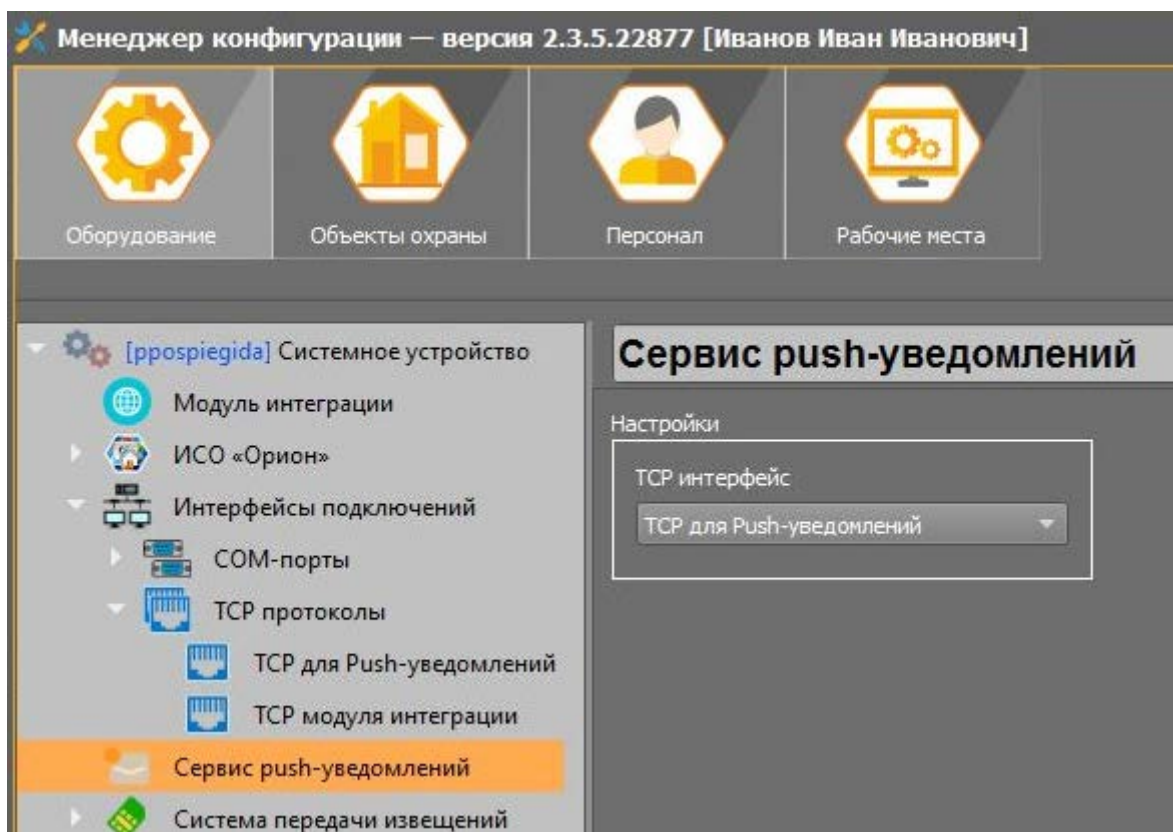 Менеджер конфигурации — версия 2.3.5.22877 [Иванов Иван Иванович]
Оборудование
Объекты охраны
Персонал
Рабочие места
[ppospiegida] Системное устройство
Модуль интеграции
ИСО «Орион»
Интерфейсы подключений
COM-порты
TCP протоколы
TCP для Push-уведомлений
TCP модуля интеграции
Сервис push-уведомлений
Система передачи извещений
Сервис push-уведомлений
Настройки
TCP интерфейс
TCP для Push-уведомлений